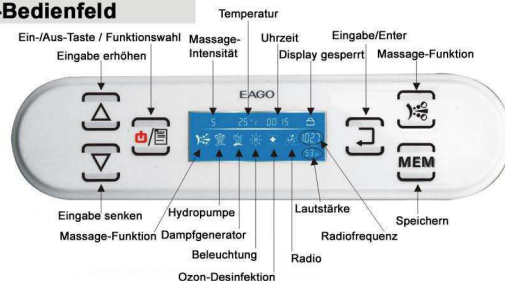 -Bedienfeld
Temperatur
Ein-/Aus-Taste / Funktionswahl
Massage-
Intensität
Uhrzeit
Eingabe/Enter
Eingabe erhöhen
Display gesperrt
Massage-Funktion
EAGO
5 25°C 00:15
1027
53
MEM
Eingabe senken
Hydropumpe
Lautstärke
Speichern
Massage-Funktion
Dampfgenerator
Radiofrequenz
Beleuchtung
Radio
Ozon-Desinfektion